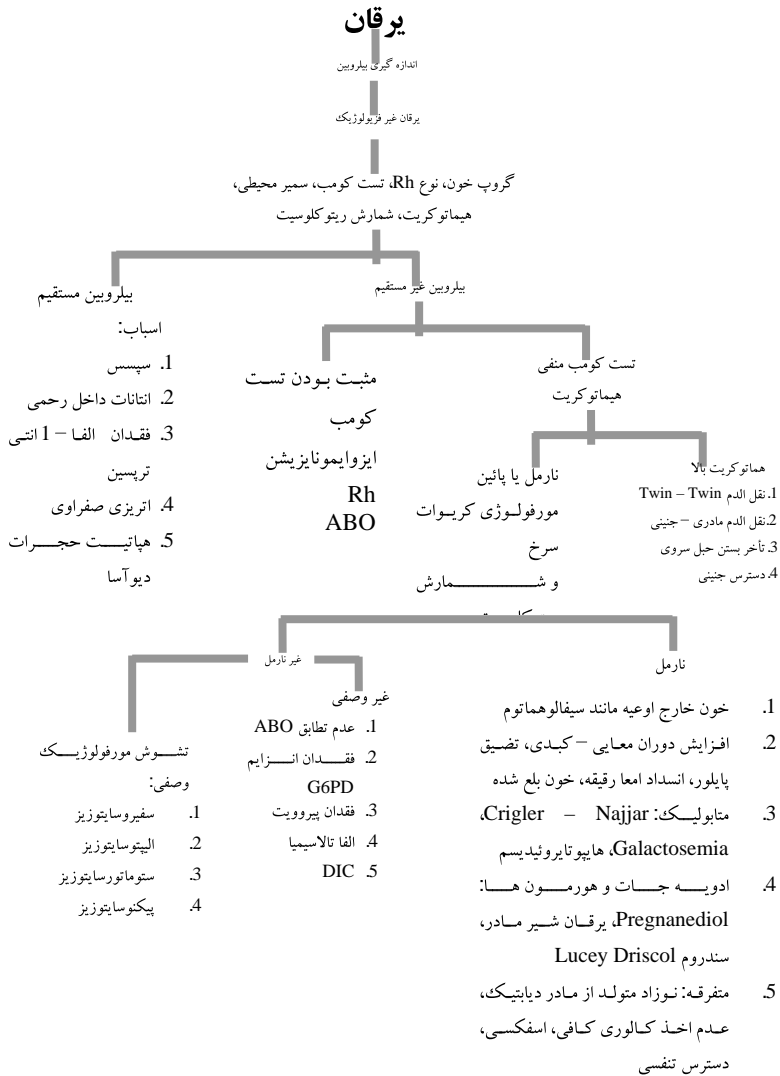 یرقان
اندازه گیری بیلروبین
یرقان غیر فزیولوژیک
گروپ خون، نوع Rh، تست کومب، سمیر محیطی،
هیماتوکریت، شمارش ریتوکلوسیت
بیلروبین مستقیم
اسباب:
1. سپسس
2. انتانات داخل رحمی
3. فقدان الفا – 1 انتی
تریپسین
4. اتریزی صفراوی
5. هپاتیت حجرات
دیوآسا
بیلروبین غیر مستقیم
مثبت بودن تست
کومب
ایزوایمونایزیشن
Rh
ABO
تست کومب منفی
هیماتوکریت
نارمل یا پائین
مورفولوژی کریوات
سرخ
و شمارش
هماتوکریت بالا
1. نقل الدم Twin – Twin
2. نقل الدم مادری – جنینی
3. تأخر بستن حبل سروی
4. دسترس جنینی
غیر نارمل
تشوش مورفولوژیک
وصفی:
1. سفیروسایتوزیز
2. الیپتوسایتوزیز
3. ستوماتورسایتوزیز
4. پیکنوسایتوزیز
غیر وصفی
1. عدم تطابق ABO
2. فقدان انزایم
G6PD
3. فقدان پیروویت
4. الفا تالاسیمیا
5. DIC
نارمل
1. خون خارج اوعیه مانند سیفالوهماتوم
2. افزایش دوران معایی – کبدی، تضیق
پایلور، انسداد امعا رقیقه، خون بلع شده
3. متابولیک: Crigler – Najjar،
Galactosemia، هایپوتایروئیدیسم
4. ادویه جات و هورمون ها:
Pregnanediol، یرقان شیر مادر،
سندروم Lucey Driscol
5. متفرقه: نوزاد متولد از مادر دیابتیک،
عدم اخذ کالوری کافی، اسفکسی،
دسترس تنفسی